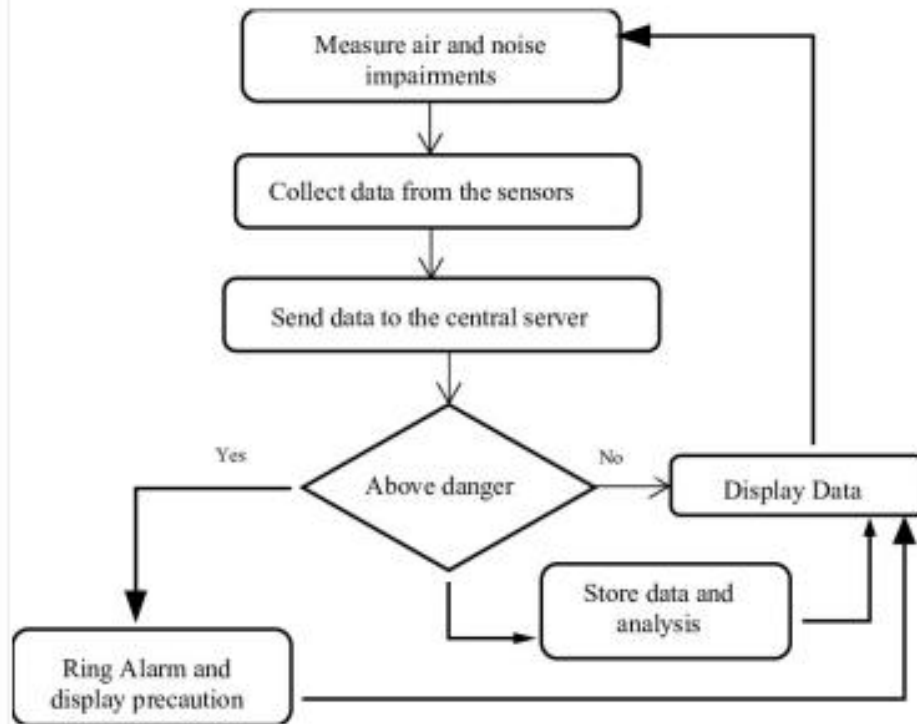 Measure air and noise
impairments
Collect data from the sensors
Send data to the central server
Yes
Above danger
No
Display Data
Store data and
analysis
Ring Alarm and
display precaution